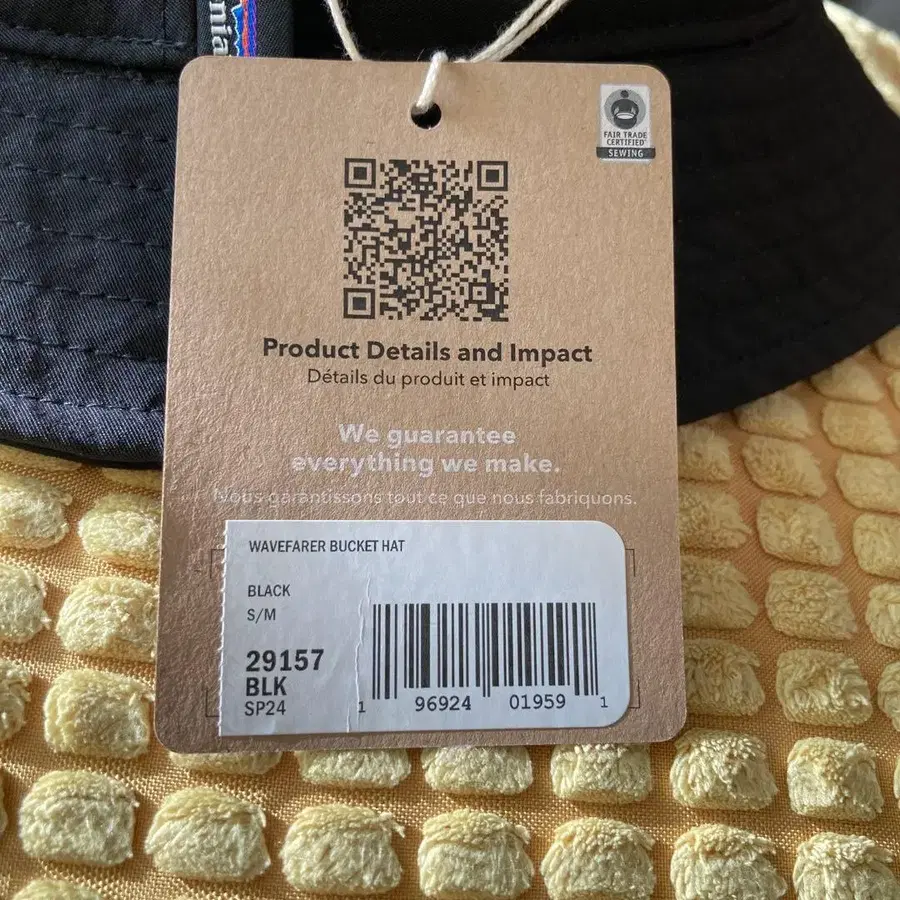 FAIR TRADE
CERTIFIED
SEWING
Product Details and Impact
Détails du produit et impact
We guarantee
everything we make.
Nous garantissons tout ce que nous fabriquons.
WAVEFARER BUCKET HAT
BLACK
S/M
29157
BLK
SP24
1 96924 01959 1